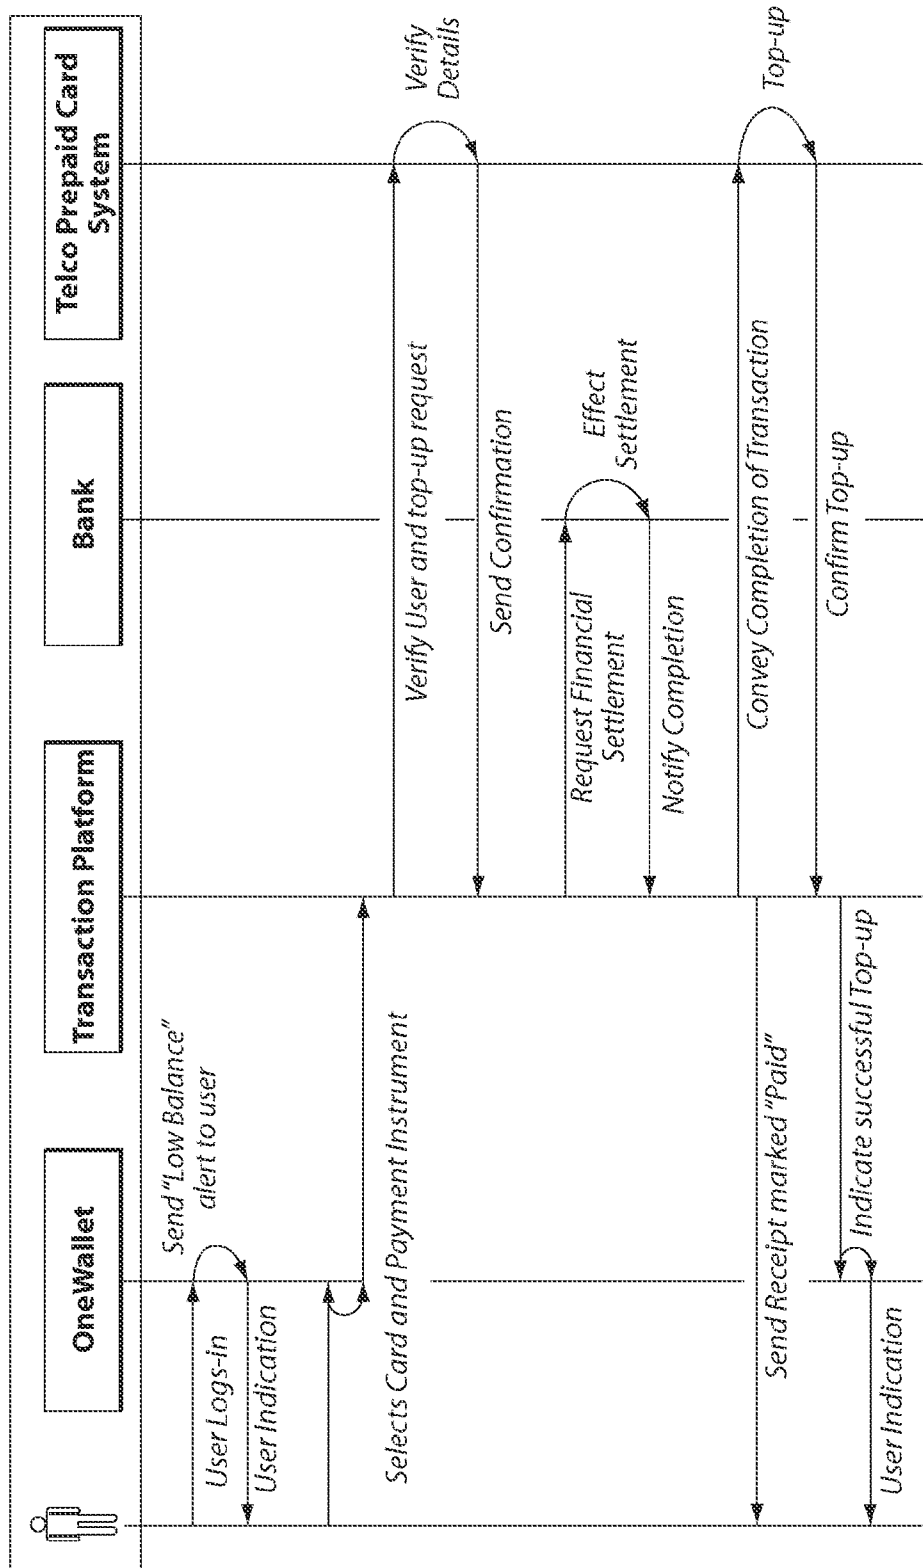 OneWallet
Transaction Platform
Bank
Telco Prepaid Card
System
Send "Low Balance"
alert to user
User Logs-in
User Indication
Selects Card and Payment Instrument
Verify User and top-up request
Verify
Details
Send Confirmation
Request Financial
Settlement
Effect
Settlement
Notify Completion
Convey Completion of Transaction
Top-up
Send Receipt marked "Paid"
Confirm Top-up
Indicate successful Top-up
User Indication